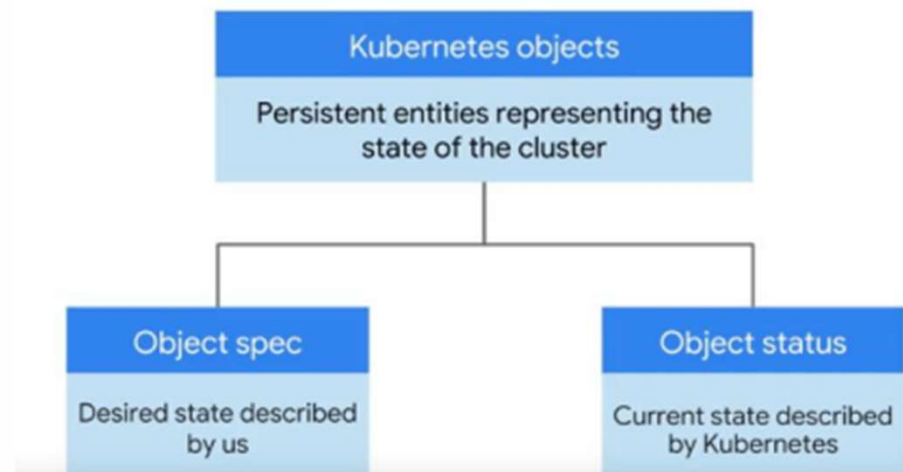 Kubernetes objects
Persistent entities representing the
state of the cluster
Object spec
Desired state described
by us
Object status
Current state described
by Kubernetes